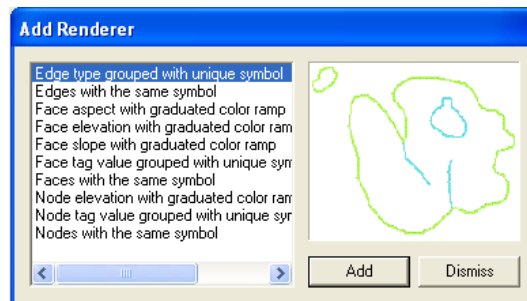 Add Renderer
Edge type grouped with unique symbol
Edges with the same symbol
Face aspect with graduated color ramp
Face elevation with graduated color ram
Face slope with graduated color ramp
Face tag value grouped with unique sym
Faces with the same symbol
Node elevation with graduated color ram
Node tag value grouped with unique syr
Nodes with the same symbol
Add
Dismiss